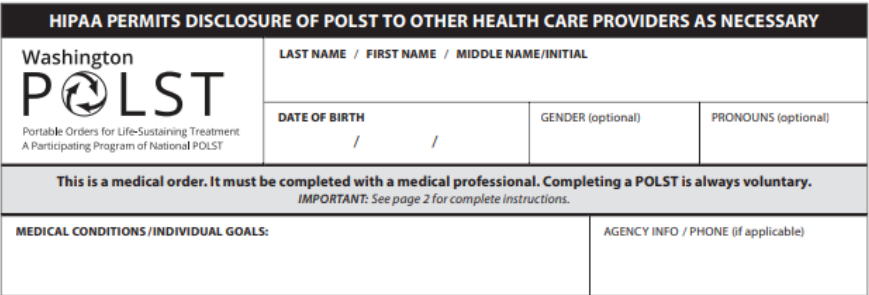 HIPAA PERMITS DISCLOSURE OF POLST TO OTHER HEALTH CARE PROVIDERS AS NECESSARY
Washington
POLST
Portable Orders for Life-Sustaining Treatment
A Participating Program of National POLST
LAST NAME / FIRST NAME / MIDDLE NAME/INITIAL
DATE OF BIRTH
/ /
GENDER (optional)
PRONOUNS (optional)
This is a medical order. It must be completed with a medical professional. Completing a POLST is always voluntary.
IMPORTANT: See page 2 for complete instructions.
MEDICAL CONDITIONS/INDIVIDUAL GOALS:
AGENCY INFO / PHONE (if applicable)